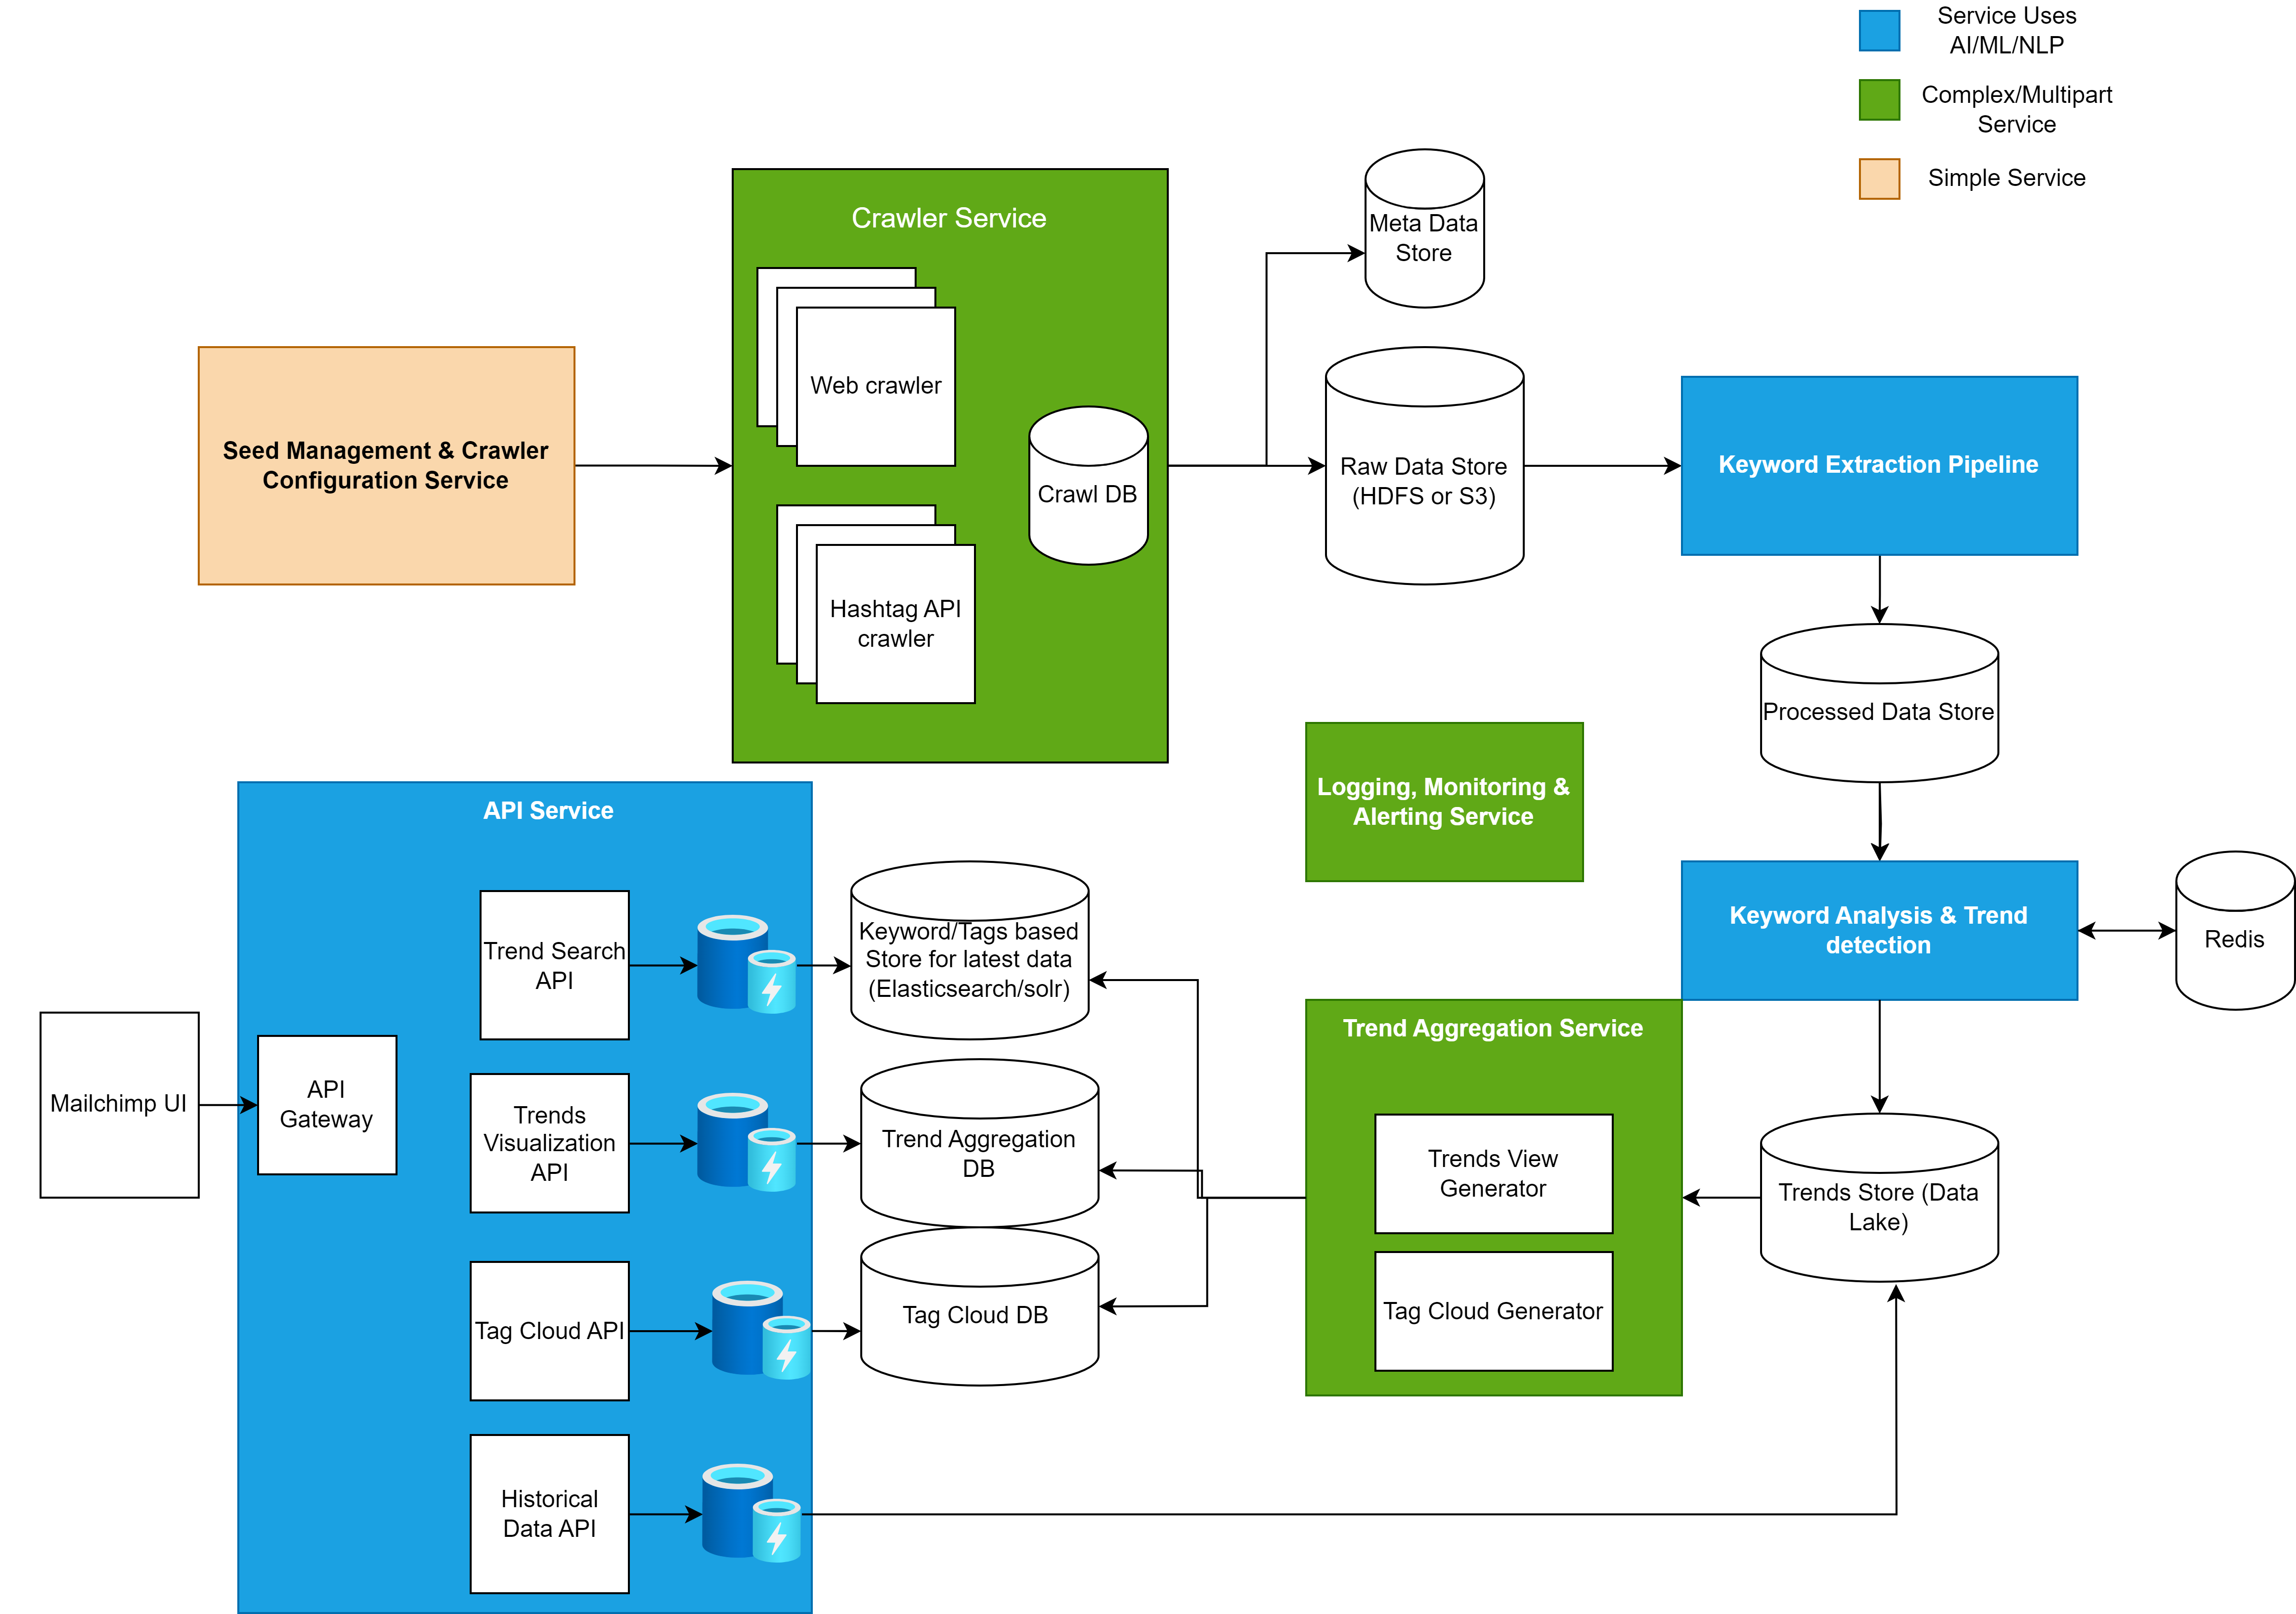 Service Uses
AI/ML/NLP
Complex/Multipart
Service
Simple Service
Crawler Service
Web crawler
Hashtag API
crawler
Crawl DB
Meta Data
Store
Seed Management & Crawler
Configuration Service
Raw Data Store
(HDFS or S3)
Keyword Extraction Pipeline
Processed Data Store
Logging, Monitoring &
Alerting Service
Keyword Analysis & Trend
detection
Redis
API Service
Trend Search
API
Keyword/Tags based
Store for latest data
(Elasticsearch/solr)
Mailchimp UI
API
Gateway
Trends
Visualization
API
Trend Aggregation
DB
Trend Aggregation Service
Trends View
Generator
Tag Cloud Generator
Trends Store (Data
Lake)
Tag Cloud API
Tag Cloud DB
Historical
Data API